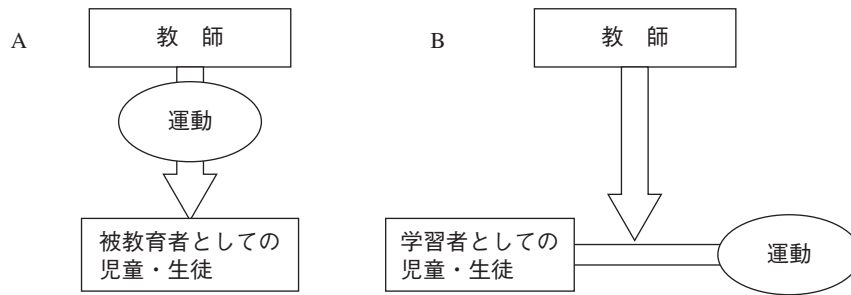 A
教 師
運動
被教育者としての
児童・生徒
B
教 師
学習者としての
児童・生徒
運動